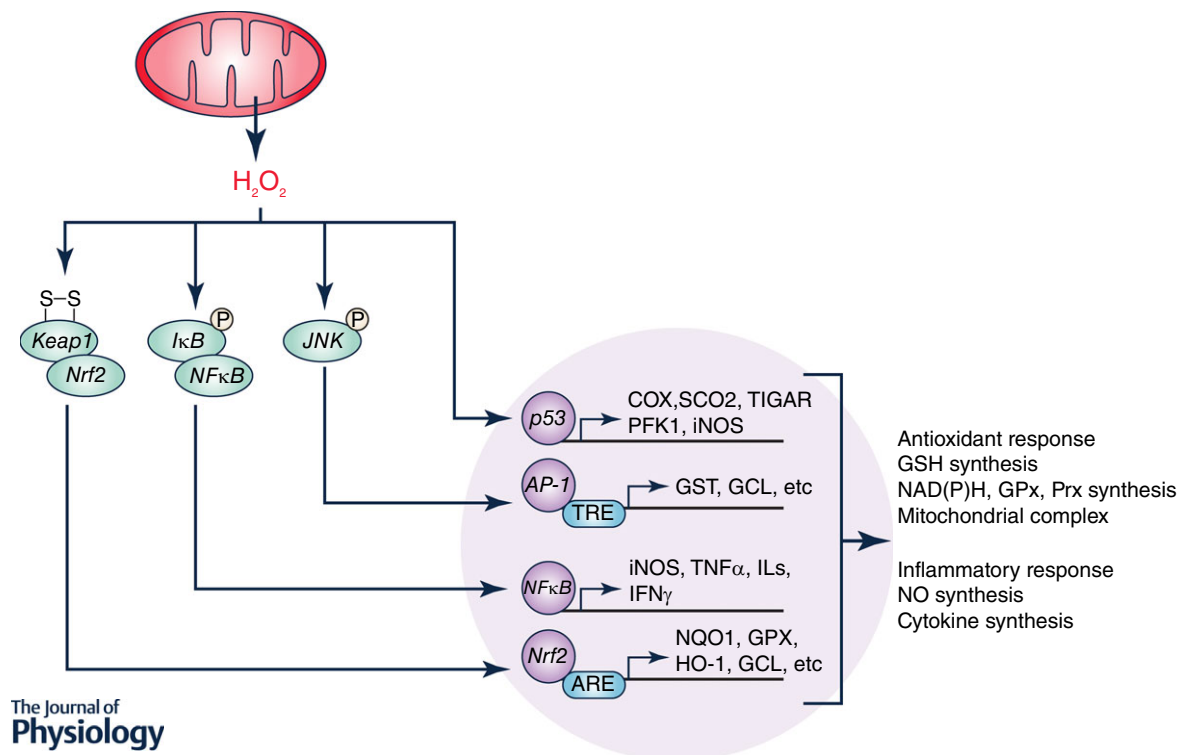 H₂O₂
S–S
Keap1
Nrf2
P
IκB
NFκB
P
JNK
p53
COX,SCO2, TIGAR
PFK1, iNOS
AP-1
TRE
GST, GCL, etc
NFκB
iNOS, TNFα, ILs,
IFNγ
Nrf2
ARE
NQO1, GPX,
HO-1, GCL, etc
Antioxidant response
GSH synthesis
NAD(P)H, GPx, Prx synthesis
Mitochondrial complex
Inflammatory response
NO synthesis
Cytokine synthesis
The Journal of
Physiology